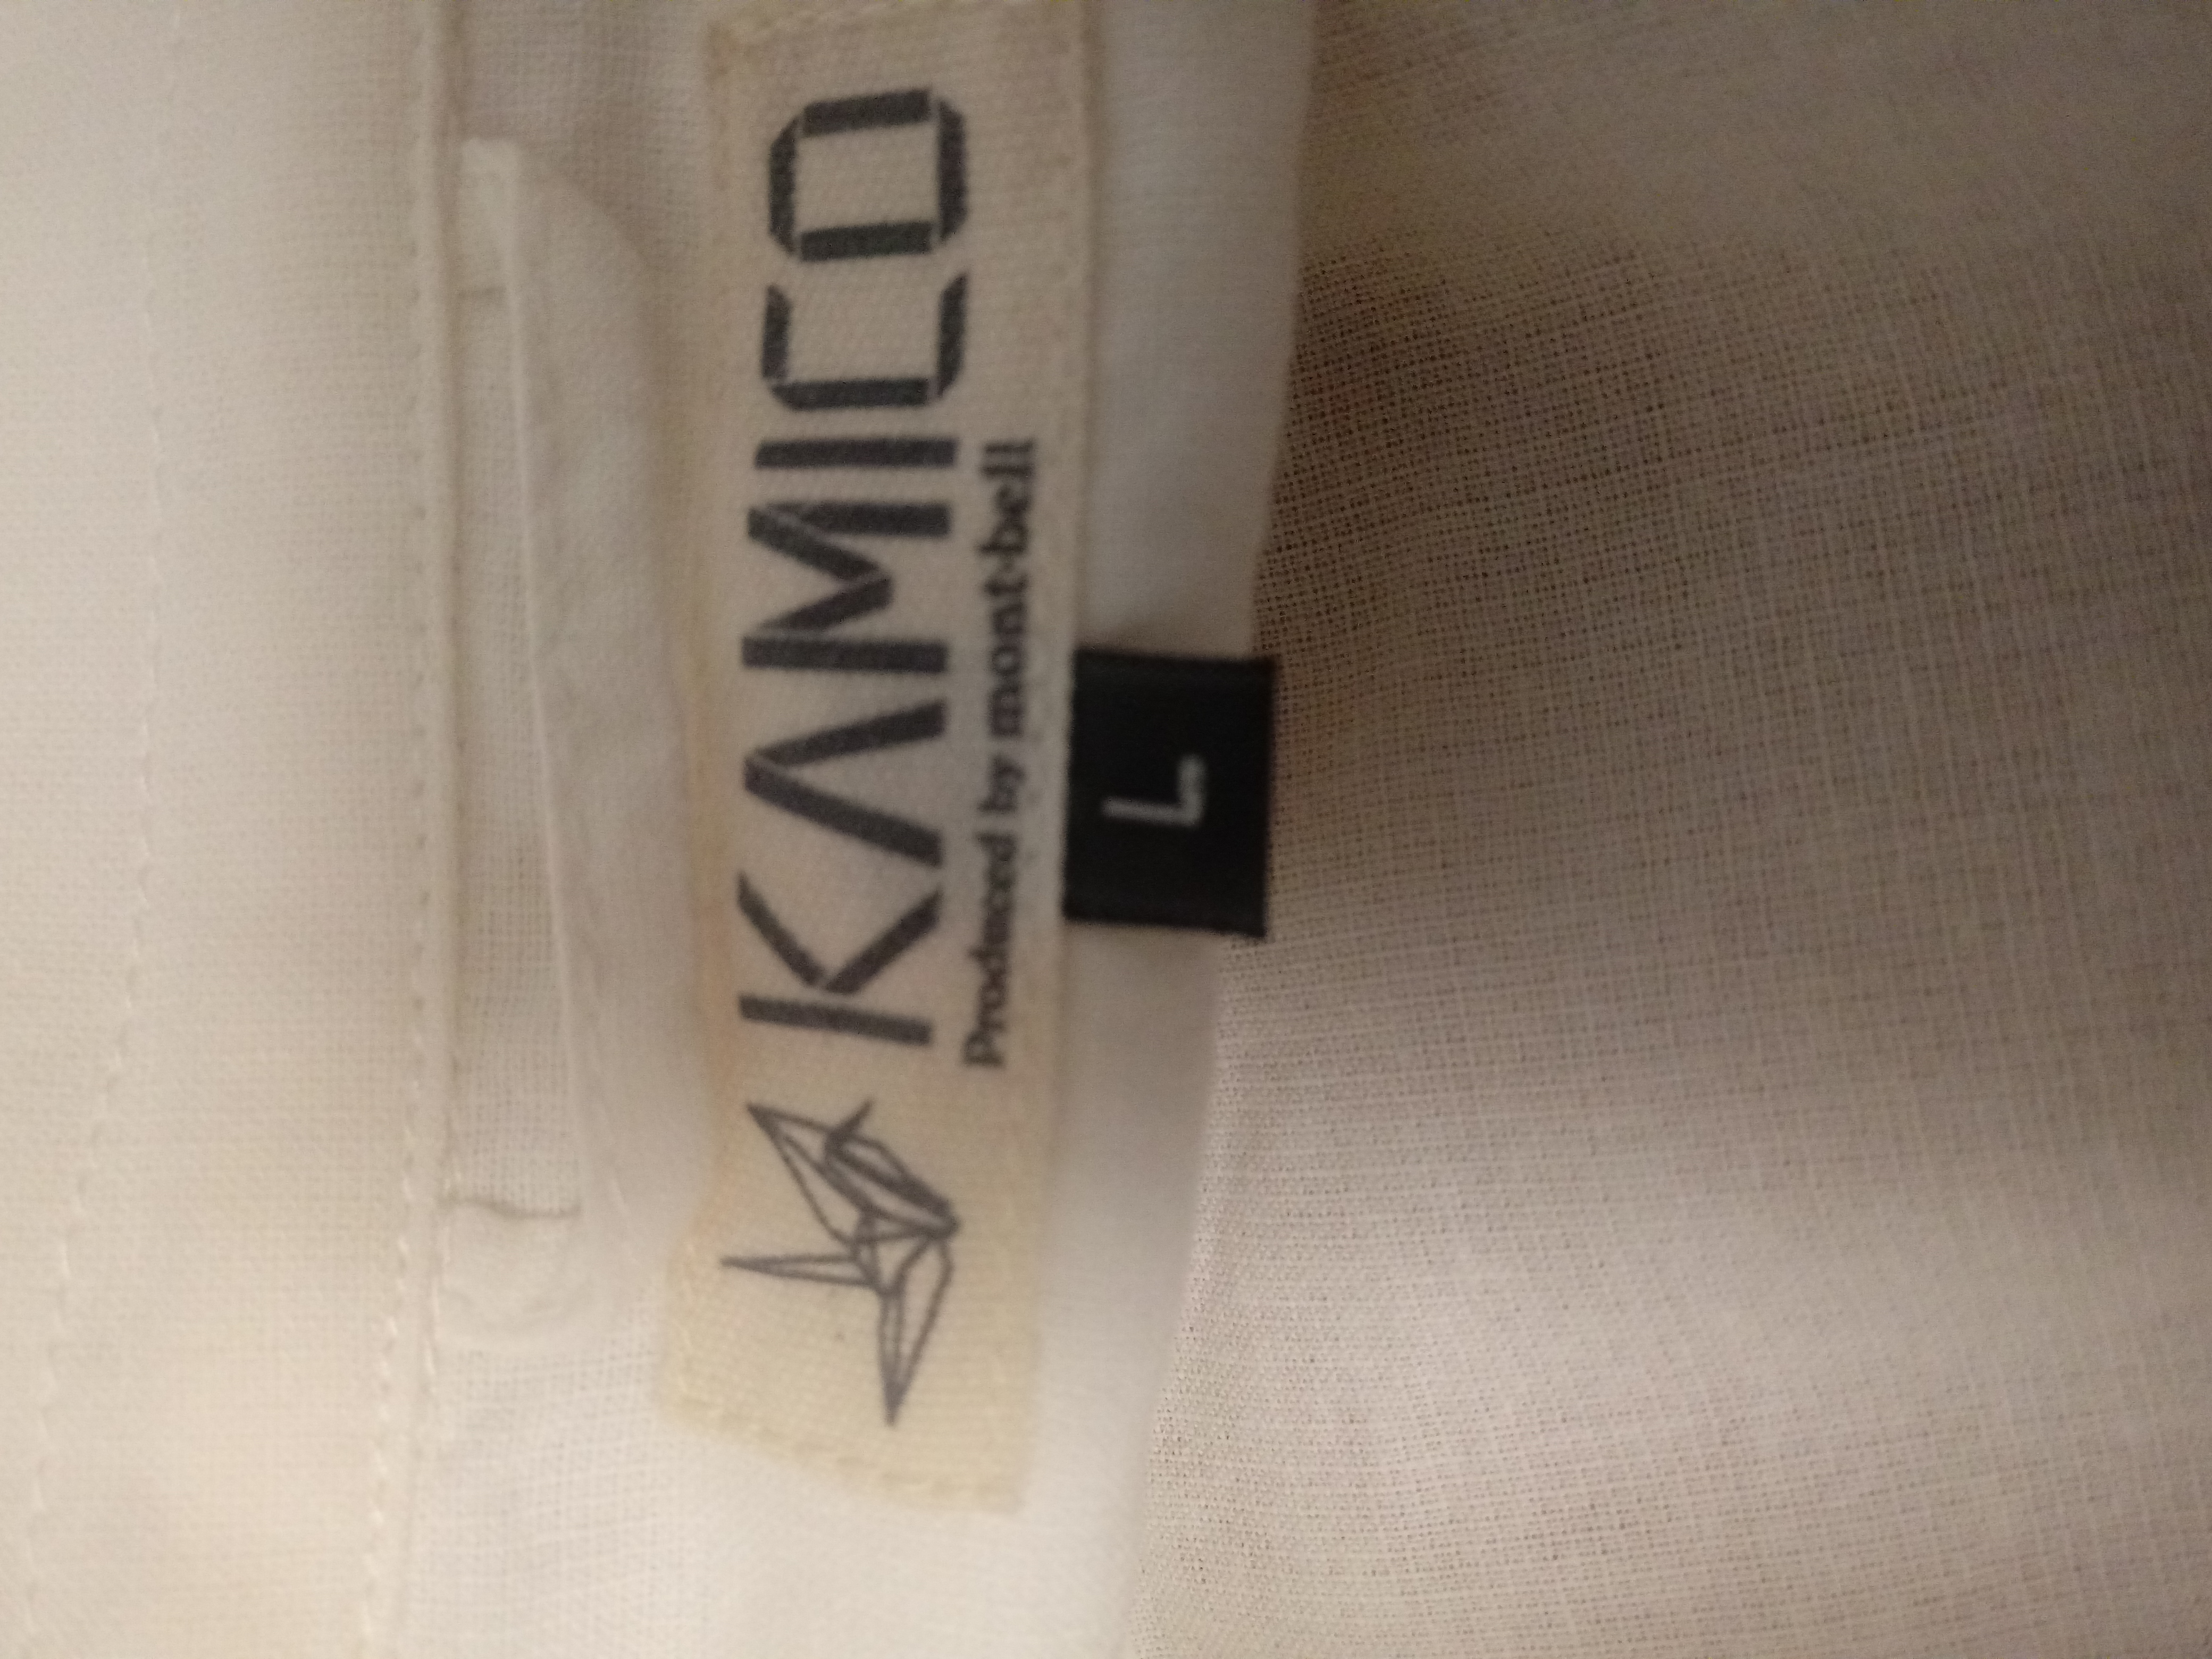 KAMICO
Produced by mont-bell
L